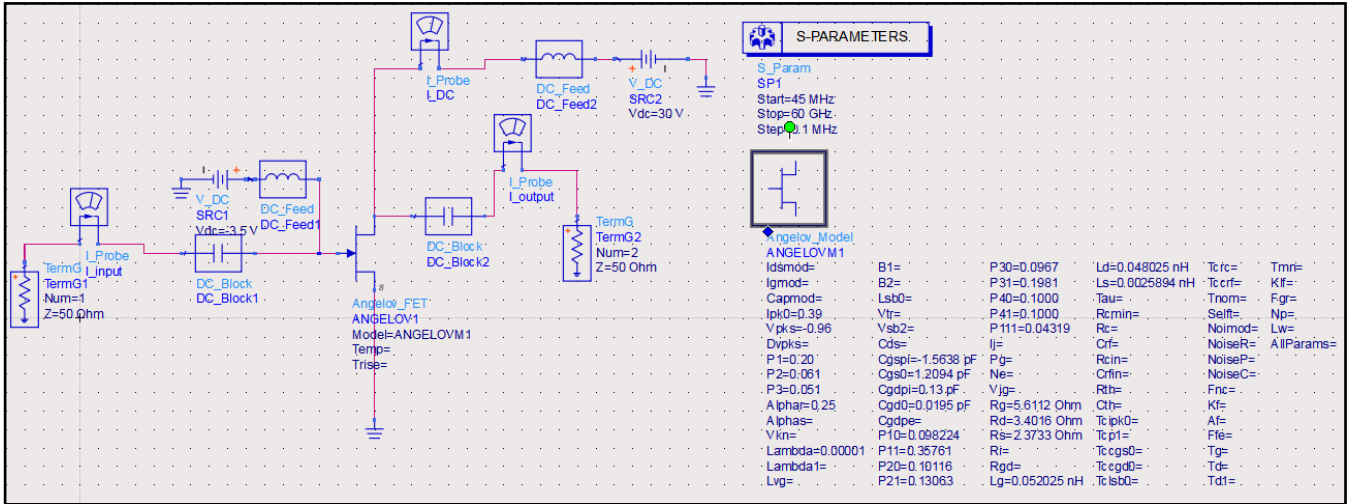 S-PARAMETERS.
S_Param
SP1
Start=45 MHz
Stop=60 GHz
I_Probe
I_DC
DC_Feed
DC_Feed2
V_DC
SRC2
Vdc=30 V
I_Probe
I_output
V_DC
SRC1
Vdc=-3.5 V
DC_Feed
DC_Feed1
I_Probe
I_input
TermG
TermG1
Num=1
Z=50 Ohm
DC_Block
DC_Block1
DC_Block
DC_Block2
TermG
TermG2
Num=2
Z=50 Ohm
s
Angelov_FET
ANGELOV1
Model=ANGELOVM1
Temp=
Trise=
Angelov_Model
ANGELOVM1
Idsmod=
Igmod=
Capmod=
Ipk0=0.39
Vpks=-0.96
Dvpks=
P1=0.20
P2=0.061
P3=0.051
Alphar=0.25
Alphas=
Vkn=
Lambda=0.00001
Lambda1=
Lvg=
B1=
B2=
Lsb0=
Vtr=
Vsb2=
Cds=
Cgspi=-1.5638 pF
Cgs0=1.2094 pF
Cgdpi=0.13 pF
Cgd0=0.0195 pF
Cgdpe=
P10=0.098224
P11=0.35761
P20=0.10116
P21=0.13063
P30=0.0967
P31=0.1981
P40=0.1000
P41=0.1000
P111=0.04319
Ij=
Pg=
Ne=
Vjg=
Rg=5.6112 Ohm
Rd=3.4016 Ohm
Rs=2.3733 Ohm
Ri=
Rgd=
Lg=0.052025 nH
Ld=0.048025 nH
Ls=0.0025894 nH
Tau=
Rcmin=
Rc=
Crf=
Rcin=
Crfin=
Rth=
Cth=
Tcipk0=
Tcp1=
Tccgs0=
Tccgd0=
Tclsb0=
Tcrc=
Tccrf=
Tnom=
Selft=
Noimod=
NoiseR=
NoiseP=
NoiseC=
Fnc=
Kf=
Af=
Ffe=
Tg=
Td=
Td1=
Tmn=
Klf=
Fgr=
Np=
Lw=
AllParams=